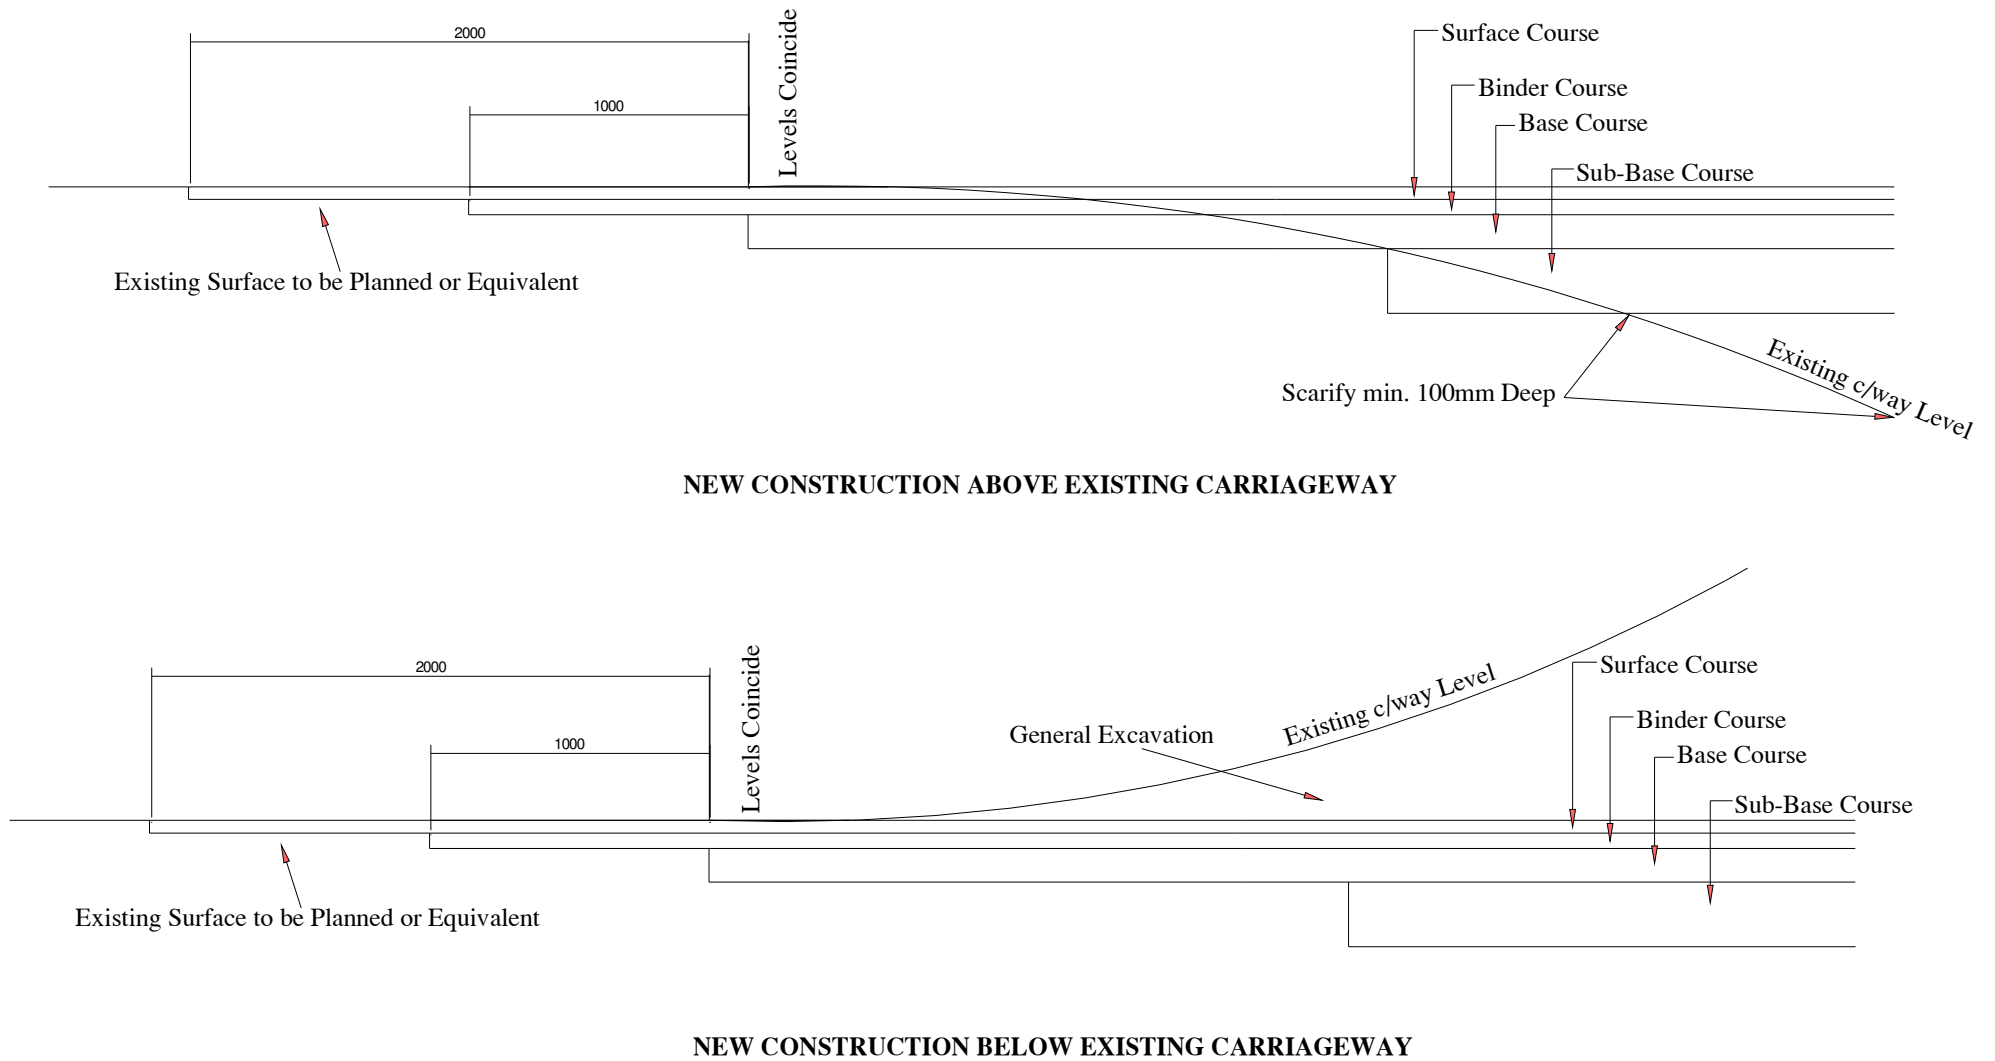 2000
Levels Coincide
1000
Surface Course
Binder Course
Base Course
Sub-Base Course
Existing Surface to be Planned or Equivalent
Existing c/way Level
Scarify min. 100mm Deep
NEW CONSTRUCTION ABOVE EXISTING CARRIAGEWAY
2000
Levels Coincide
1000
General Excavation
Existing c/way Level
Surface Course
Binder Course
Base Course
Sub-Base Course
Existing Surface to be Planned or Equivalent
NEW CONSTRUCTION BELOW EXISTING CARRIAGEWAY